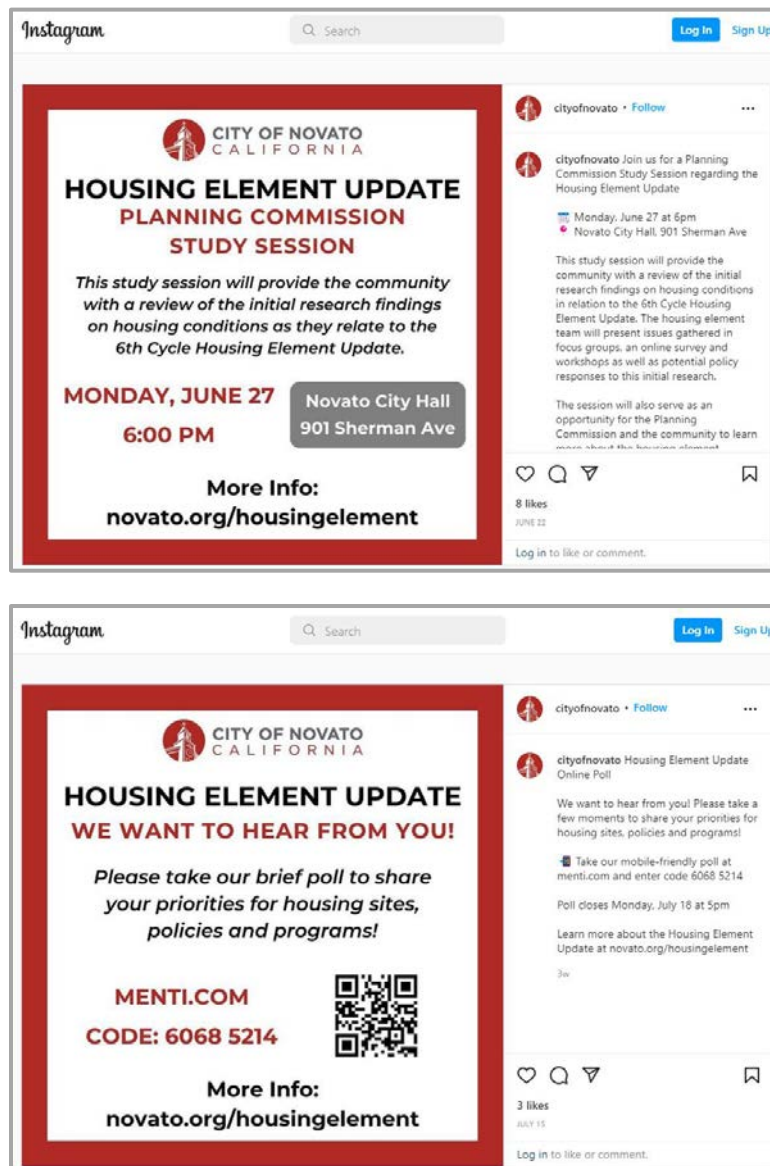 Instagram
Search
Log In
Sign Up
CITY OF NOVATO
CALIFORNIA
HOUSING ELEMENT UPDATE
PLANNING COMMISSION
STUDY SESSION
This study session will provide the community
with a review of the initial research findings
on housing conditions as they relate to the
6th Cycle Housing Element Update.
MONDAY, JUNE 27
6:00 PM
Novato City Hall
901 Sherman Ave
More Info:
novato.org/housingelement
cityofnovato • Follow
cityofnovato Join us for a Planning
Commission Study Session regarding the
Housing Element Update
Monday, June 27 at 6pm
Novato City Hall, 901 Sherman Ave
This study session will provide the
community with a review of the initial
research findings on housing conditions
in relation to the 6th Cycle Housing
Element Update. The housing element
team will present issues gathered in
focus groups, an online survey and
workshops as well as potential policy
responses to this initial research.
The session will also serve as an
opportunity for the Planning
Commission and the community to learn
more about the housing element
8 likes
JUNE 22
Log in to like or comment.
Instagram
Search
Log In
Sign Up
CITY OF NOVATO
CALIFORNIA
HOUSING ELEMENT UPDATE
WE WANT TO HEAR FROM YOU!
Please take our brief poll to share
your priorities for housing sites,
policies and programs!
MENTI.COM
CODE: 6068 5214
More Info:
novato.org/housingelement
cityofnovato • Follow
cityofnovato Housing Element Update
Online Poll
We want to hear from you! Please take a
few moments to share your priorities for
housing sites, policies and programs!
Take our mobile-friendly poll at
menti.com and enter code 6068 5214
Poll closes Monday, July 18 at 5pm
Learn more about the Housing Element
Update at novato.org/housingelement
3w
3 likes
JULY 15
Log in to like or comment.